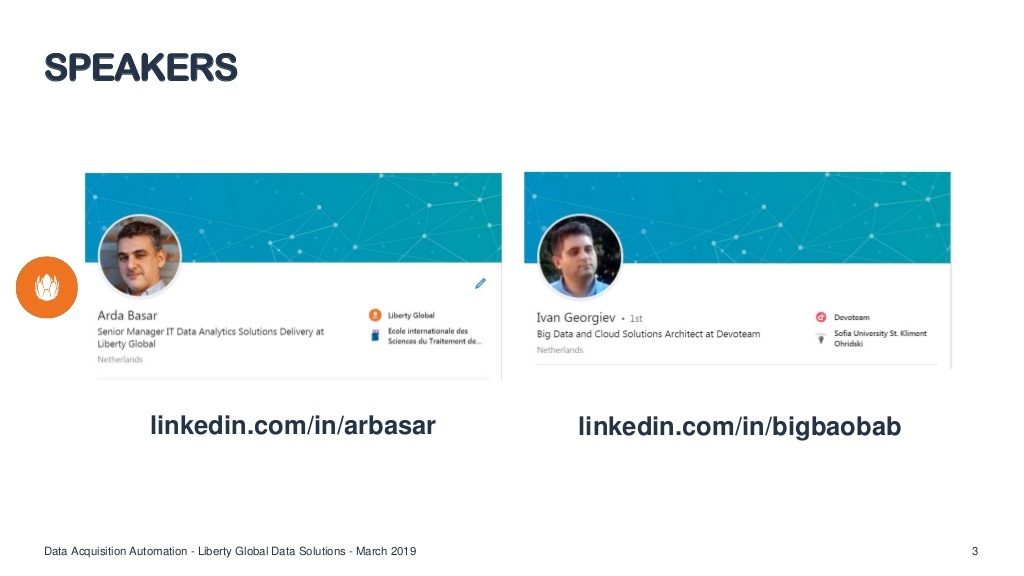 SPEAKERS
Arda Basar
Senior Manager IT Data Analytics Solutions Delivery at
Liberty Global
Netherlands
Liberty Global
Ecole internationale des
Sciences du Traitement de...
Ivan Georgiev • 1st
Big Data and Cloud Solutions Architect at Devoteam
Netherlands
Devoteam
Sofia University St. Kliment
Ohridski
linkedin.com/in/arbasar
linkedin.com/in/bigbaobab
Data Acquisition Automation - Liberty Global Data Solutions - March 2019
3